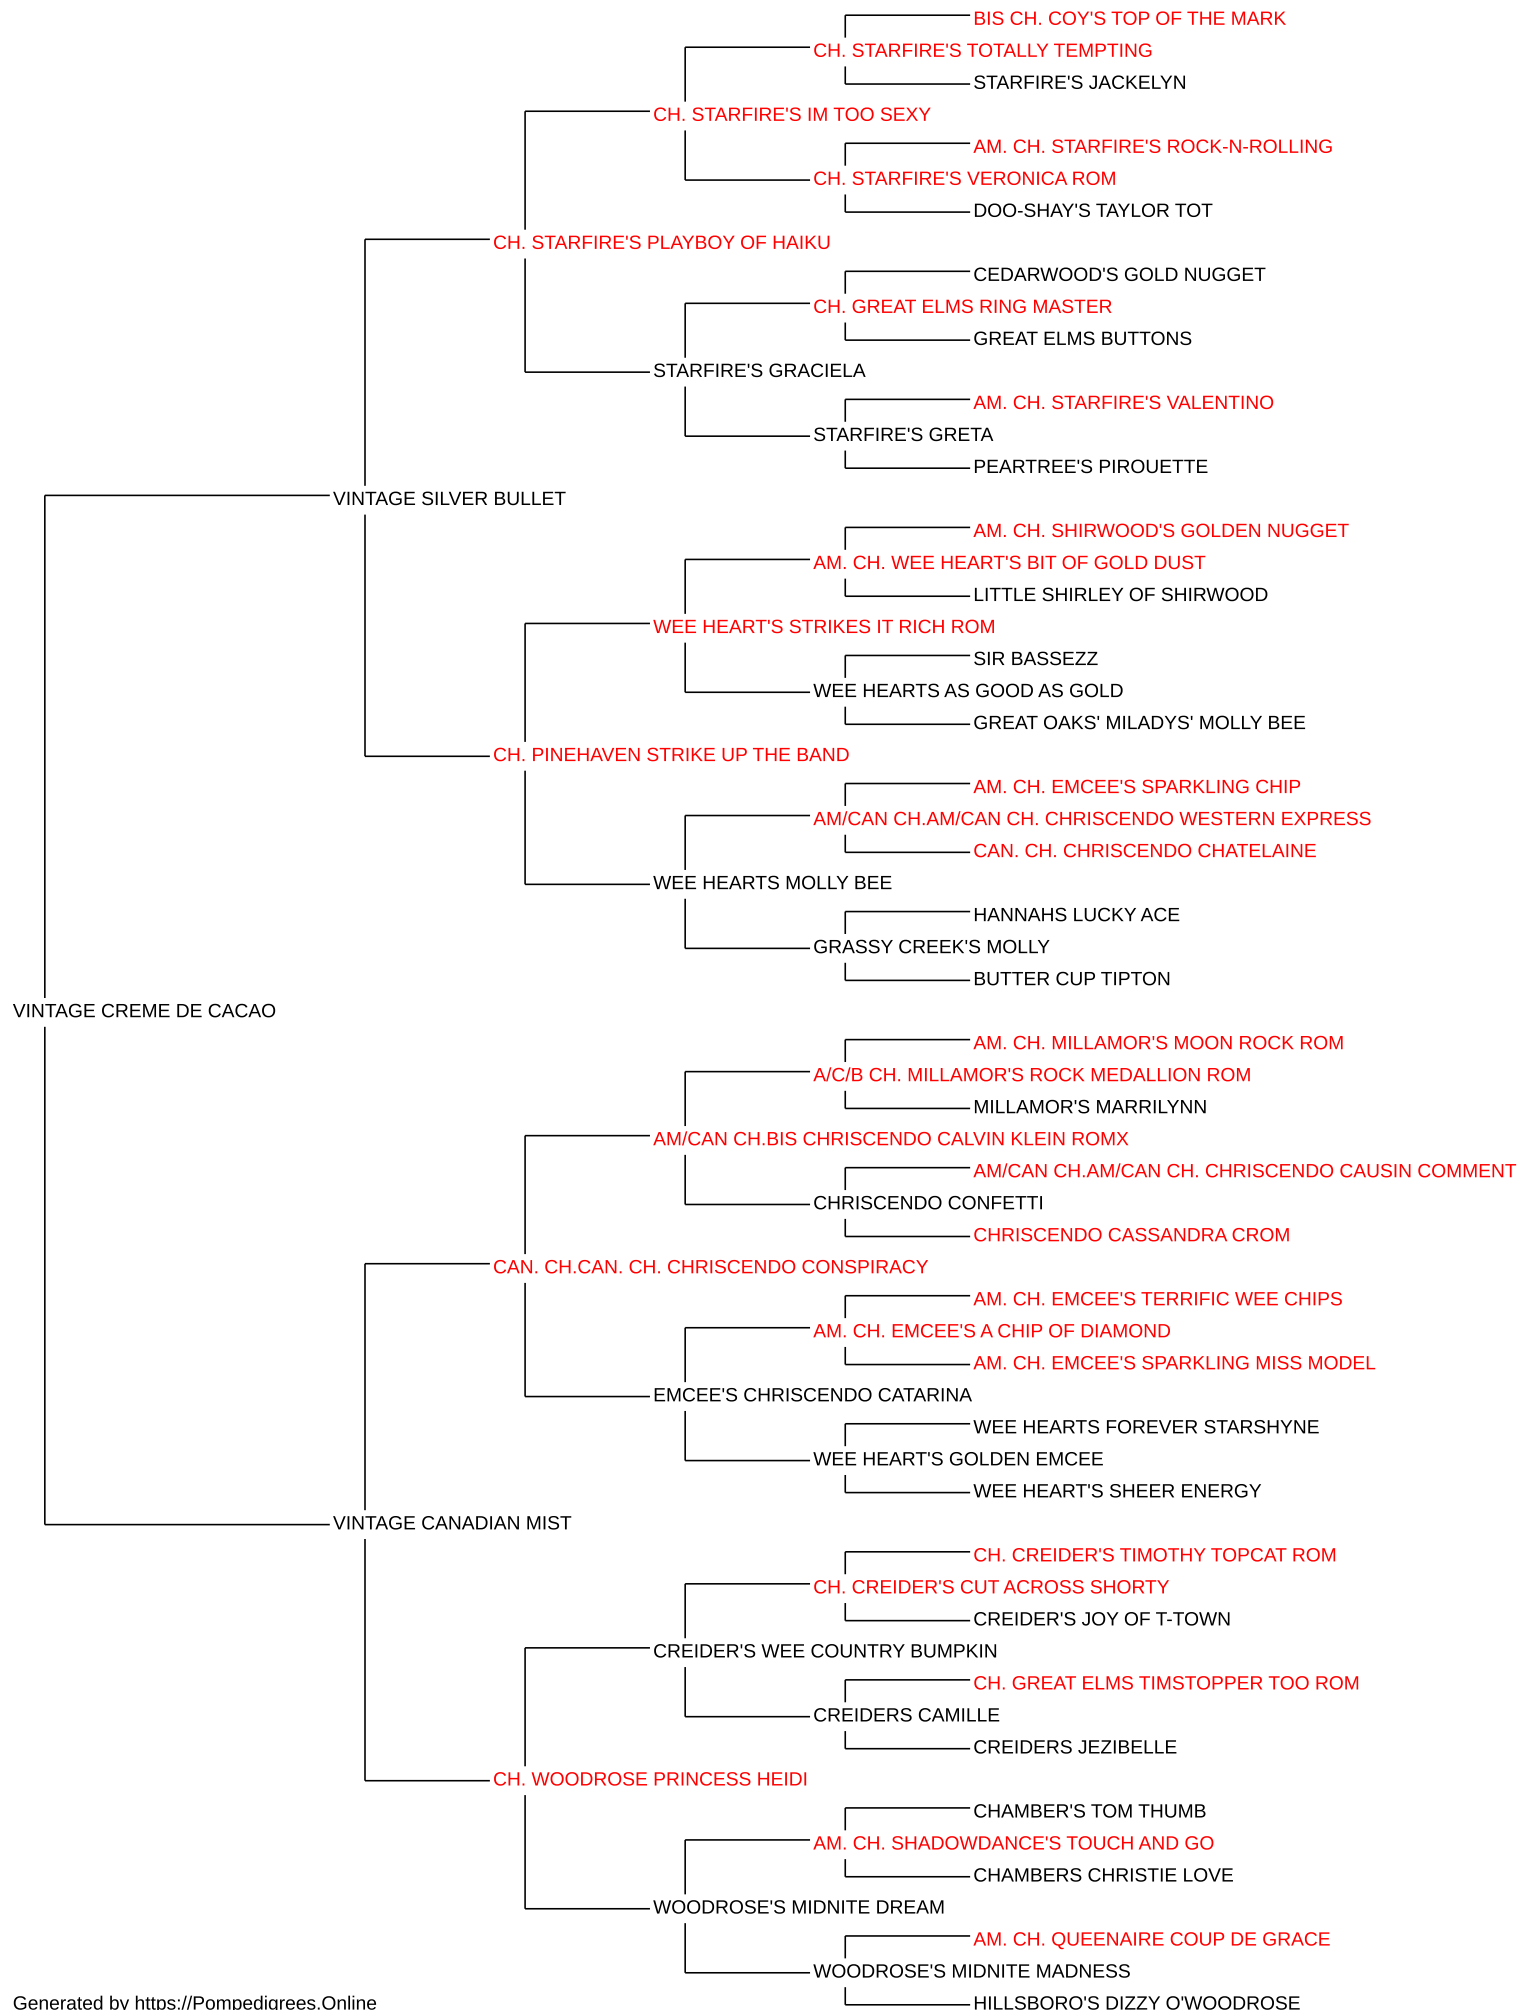 BIS CH. COY'S TOP OF THE MARK
CH. STARFIRE'S TOTALLY TEMPTING
STARFIRE'S JACKELYN
CH. STARFIRE'S IM TOO SEXY
AM. CH. STARFIRE'S ROCK-N-ROLLING
CH. STARFIRE'S VERONICA ROM
DOO-SHAY'S TAYLOR TOT
CH. STARFIRE'S PLAYBOY OF HAIKU
CEDARWOOD'S GOLD NUGGET
CH. GREAT ELMS RING MASTER
GREAT ELMS BUTTONS
STARFIRE'S GRACIELA
AM. CH. STARFIRE'S VALENTINO
STARFIRE'S GRETA
PEARTREE'S PIROUETTE
VINTAGE SILVER BULLET
AM. CH. SHIRWOOD'S GOLDEN NUGGET
AM. CH. WEE HEART'S BIT OF GOLD DUST
LITTLE SHIRLEY OF SHIRWOOD
WEE HEART'S STRIKES IT RICH ROM
SIR BASSEZZ
WEE HEARTS AS GOOD AS GOLD
GREAT OAKS' MILADYS' MOLLY BEE
CH. PINEHAVEN STRIKE UP THE BAND
AM. CH. EMCEE'S SPARKLING CHIP
AM/CAN CH.AM/CAN CH. CHRISCENDO WESTERN EXPRESS
CAN. CH. CHRISCENDO CHATELAINE
WEE HEARTS MOLLY BEE
HANNAHS LUCKY ACE
GRASSY CREEK'S MOLLY
BUTTER CUP TIPTON
VINTAGE CREME DE CACAO
AM. CH. MILLAMOR'S MOON ROCK ROM
A/C/B CH. MILLAMOR'S ROCK MEDALLION ROM
MILLAMOR'S MARRILYNN
AM/CAN CH.BIS CHRISCENDO CALVIN KLEIN ROMX
AM/CAN CH.AM/CAN CH. CHRISCENDO CAUSIN COMMENT
CHRISCENDO CONFETTI
CHRISCENDO CASSANDRA CROM
CAN. CH.CAN. CH. CHRISCENDO CONSPIRACY
AM. CH. EMCEE'S TERRIFIC WEE CHIPS
AM. CH. EMCEE'S A CHIP OF DIAMOND
AM. CH. EMCEE'S SPARKLING MISS MODEL
EMCEE'S CHRISCENDO CATARINA
WEE HEARTS FOREVER STARSHYNE
WEE HEART'S GOLDEN EMCEE
WEE HEART'S SHEER ENERGY
VINTAGE CANADIAN MIST
CH. CREIDER'S TIMOTHY TOPCAT ROM
CH. CREIDER'S CUT ACROSS SHORTY
CREIDER'S JOY OF T-TOWN
CREIDER'S WEE COUNTRY BUMPKIN
CH. GREAT ELMS TIMSTOPPER TOO ROM
CREIDERS CAMILLE
CREIDERS JEZIBELLE
CH. WOODROSE PRINCESS HEIDI
CHAMBER'S TOM THUMB
AM. CH. SHADOWDANCE'S TOUCH AND GO
CHAMBERS CHRISTIE LOVE
WOODROSE'S MIDNITE DREAM
AM. CH. QUEENAIRE COUP DE GRACE
WOODROSE'S MIDNITE MADNESS
HILLSBORO'S DIZZY O'WOODROSE
Generated by https://Pompedigrees.Online